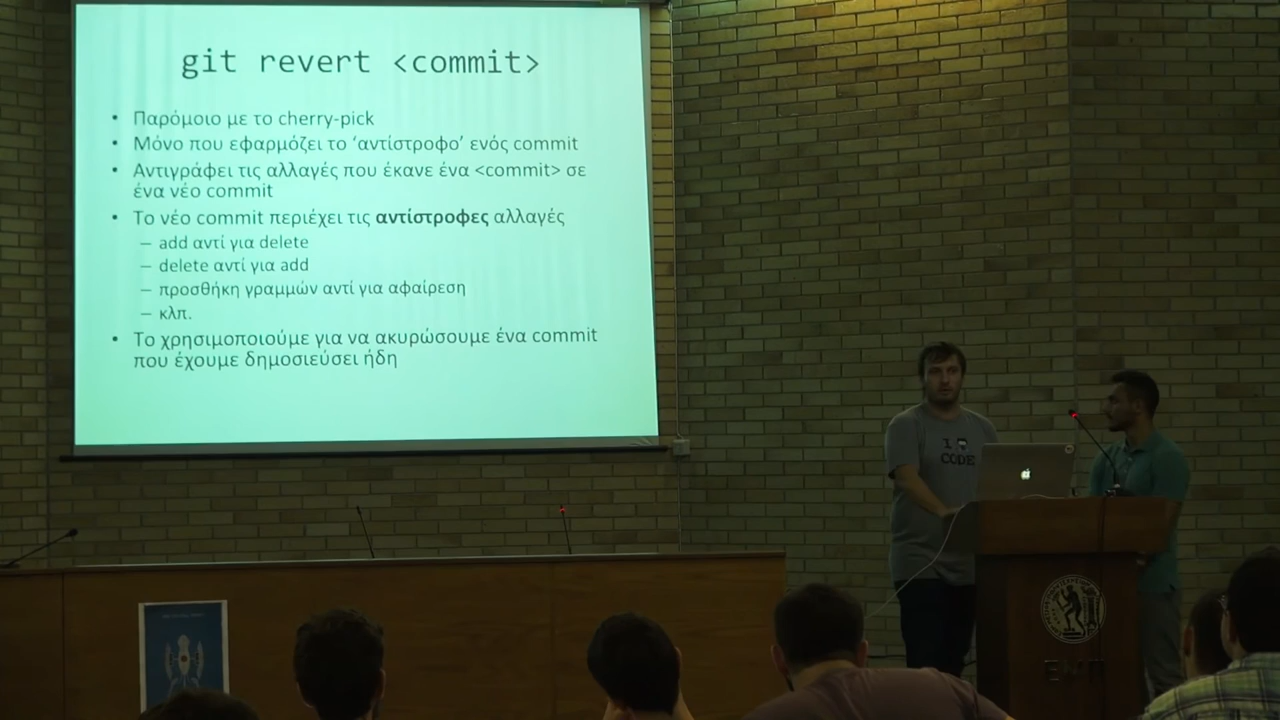 git revert <commit>
• Παρόμοιο με το cherry-pick
• Μόνο που εφαρμόζει το ‘αντίστροφο’ ενός commit
• Αντιγράφει τις αλλαγές που έκανε ένα <commit> σε
ένα νέο commit
• Το νέο commit περιέχει τις αντίστροφες αλλαγές
– add αντί για delete
– delete αντί για add
– προσθήκη γραμμών αντί για αφαίρεση
– κλπ.
• Το χρησιμοποιούμε για να ακυρώσουμε ένα commit
που έχουμε δημοσιεύσει ήδη
I
CODE